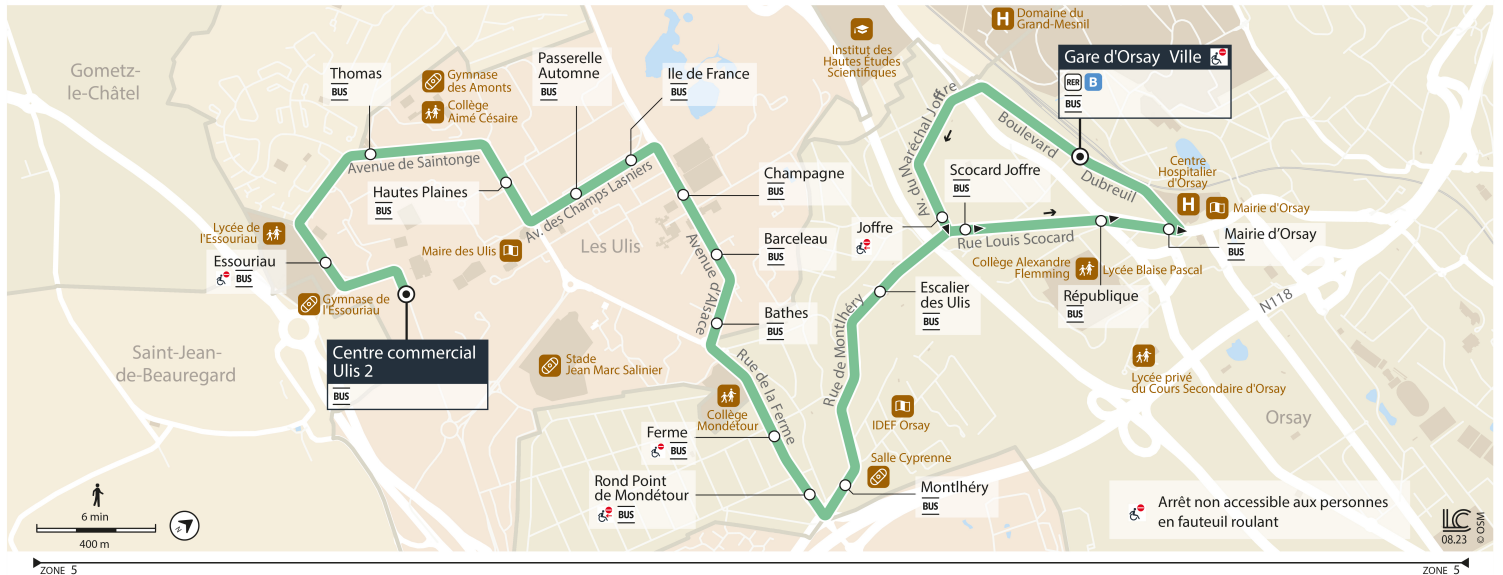 Gometz-
le-Châtel
Thomas
BUS
Gymnase
des Amonts
Collège
Aimé Césaire
Passerelle
Automne
BUS
Ile de France
BUS
Institut des
Hautes Études
Scientifiques
H
Domaine du
Grand-Mesnil
Gare d'Orsay Ville
RER B
BUS
Avenue de Saintonge
Hautes Plaines
BUS
Av. des Champs Lasniers
Champagne
BUS
Av. du Maréchal Joffre
Boulevard
Dubreuil
Scocard Joffre
BUS
Centre
Hospitalier
d'Orsay
H
Mairie d'Orsay
Lycée de
l'Essouriau
Essouriau
BUS
Maire des Ulis
Les Ulis
Barceleau
BUS
Avenue d'Alsace
Joffre
Rue Louis Scocard
Mairie d'Orsay
BUS
Collège Alexandre
Flemming
Lycée Blaise Pascal
République
BUS
N118
Gymnase de
l'Essouriau
Centre commercial
Ulis 2
BUS
Bathes
BUS
Escalier
des Ulis
BUS
Rue de Montlhéry
Saint-Jean-
de-Beauregard
Stade
Jean Marc Salinier
Rue de la Ferme
Collège
Mondétour
Lycée privé
du Cours Secondaire d'Orsay
Orsay
IDEF Orsay
Ferme
BUS
Salle Cyprenne
Rond Point
de Mondétour
BUS
Montlhéry
BUS
6 min
400 m
N
Arrêt non accessible aux personnes
en fauteuil roulant
LC
08.23
© OSM
ZONE 5
ZONE 5